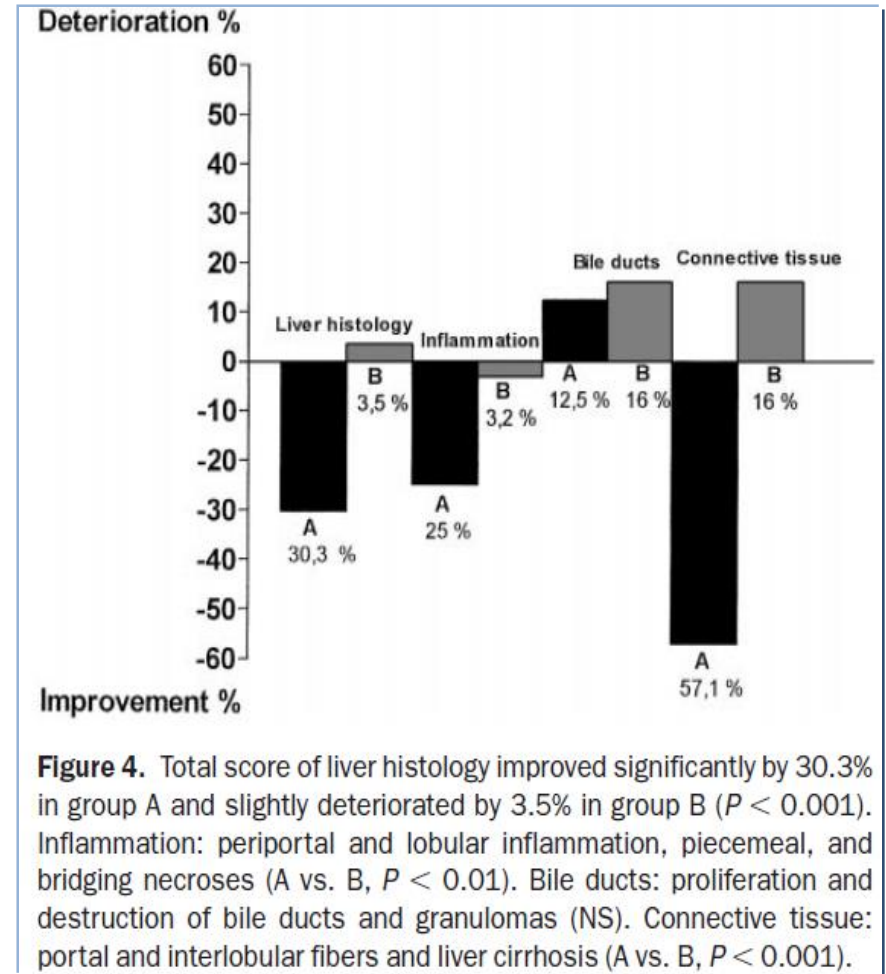 Deterioration %
60
50
40
30
20
10
0
-10
-20
-30
-40
-50
-60
Improvement %
Liver histology
Inflammation
Bile ducts
Connective tissue
A
30,3 %
B
3,5 %
A
25 %
B
3,2 %
A
12,5 %
B
16 %
A
57,1 %
B
16 %
Figure 4. Total score of liver histology improved significantly by 30.3%
in group A and slightly deteriorated by 3.5% in group B (P < 0.001).
Inflammation: periportal and lobular inflammation, piecemeal, and
bridging necroses (A vs. B, P < 0.01). Bile ducts: proliferation and
destruction of bile ducts and granulomas (NS). Connective tissue:
portal and interlobular fibers and liver cirrhosis (A vs. B, P < 0.001).